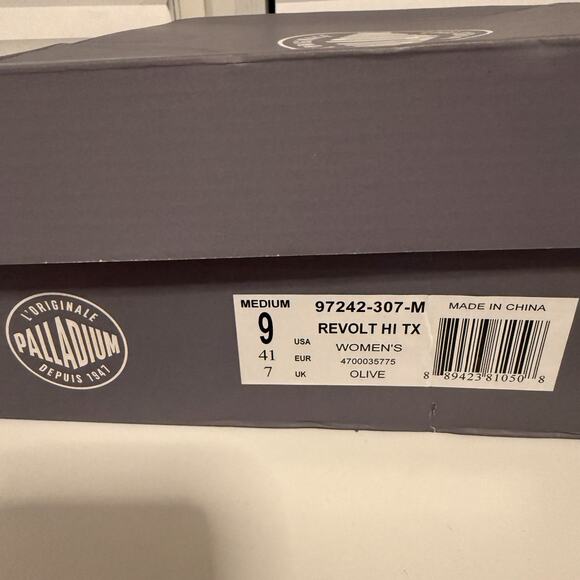 L'ORIGINALE
PALLADIUM
DEPUIS 1947
MEDIUM
9 USA
41 EUR
7 UK
97242-307-M
REVOLT HI TX
WOMEN'S
4700035775
OLIVE
MADE IN CHINA
8 89423 81050 8